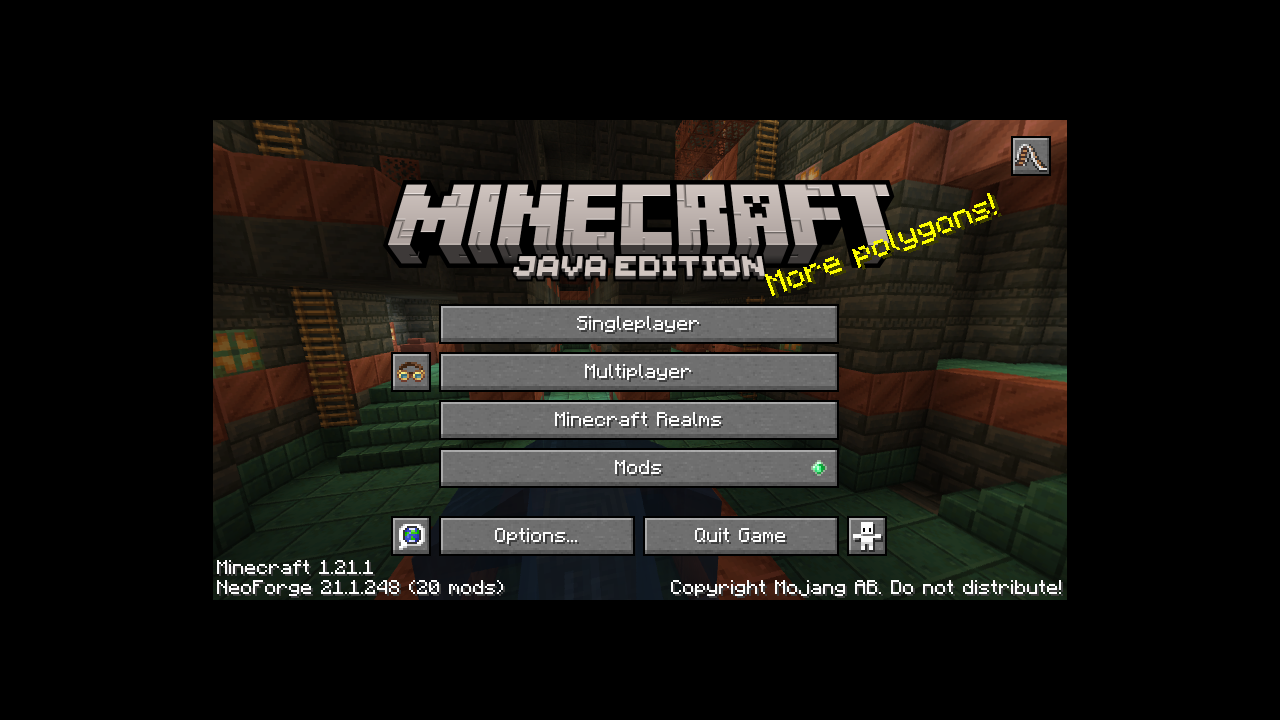 MINECRAFT
JAVA EDITION
More polygons!
Singleplayer
Multiplayer
Minecraft Realms
Mods
Options...
Quit Game
Minecraft 1.21.1
NeoForge 21.1.248 (20 mods)
Copyright Mojang AB. Do not distribute!